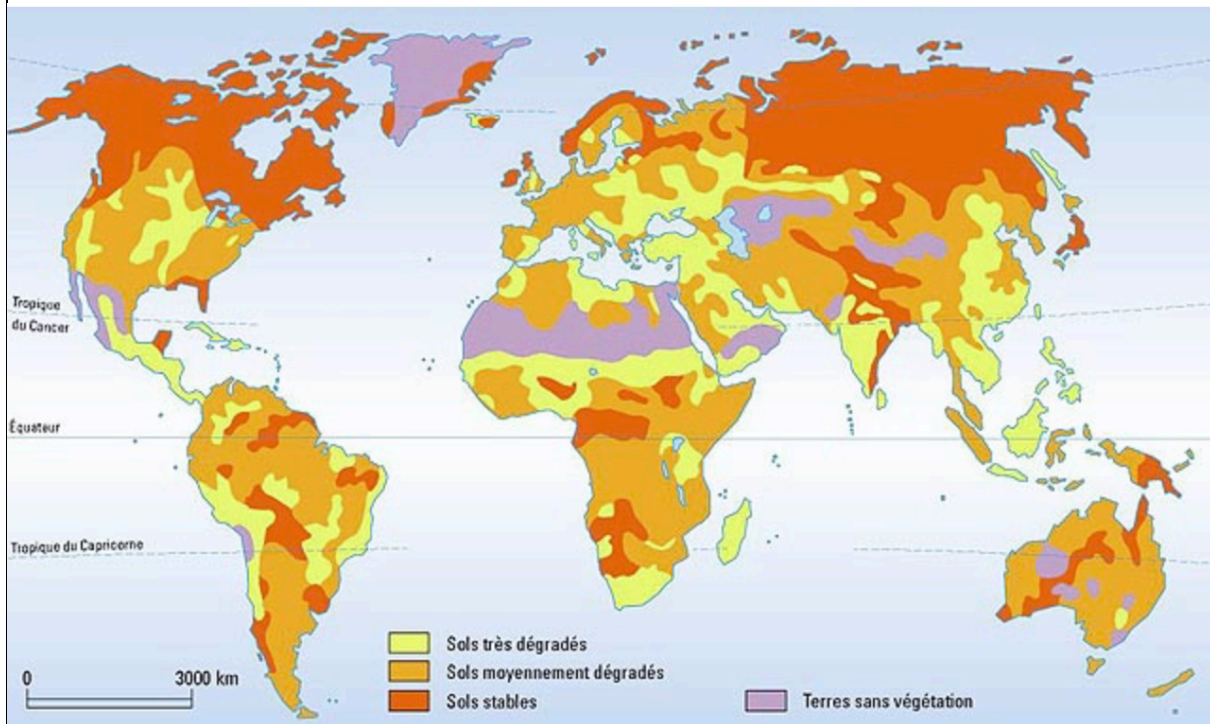 Tropique
du Cancer
Équateur
Tropique du Capricorne
0 3000 km
Sols très dégradés
Sols moyennement dégradés
Sols stables
Terres sans végétation